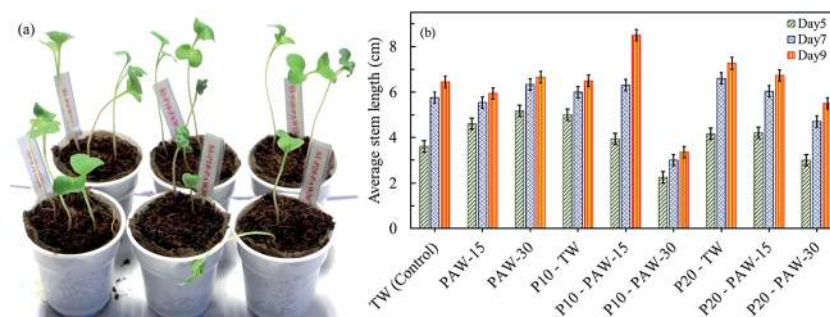 (a)
(b)
Day5
Day7
Day9
Average stem length (cm)
8
6
4
2
0
TW (Control)
PAW-15
PAW-30
P10 - TW
P10 - PAW-15
P10 - PAW-30
P20 - TW
P20 - PAW-15
P20 - PAW-30